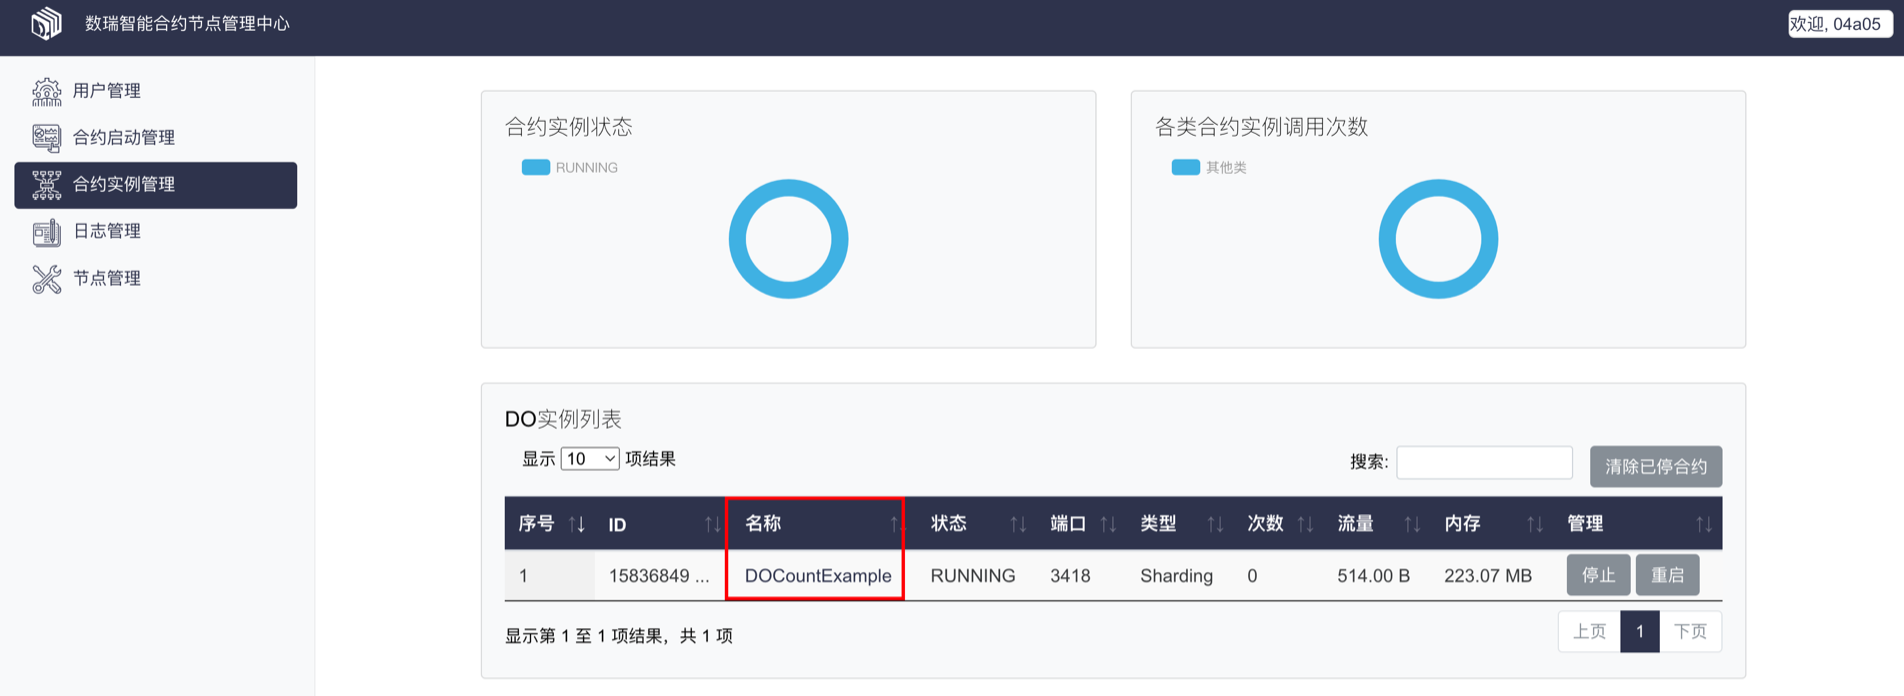 数瑞智能合约节点管理中心
欢迎, 04a05
用户管理
合约启动管理
合约实例管理
日志管理
节点管理
合约实例状态
RUNNING
各类合约实例调用次数
其他类
DO实例列表
显示 10 项结果
搜索:
清除已停合约
序号 ID 名称 状态 端口 类型 次数 流量 内存 管理
1 15836849 ... DOCountExample RUNNING 3418 Sharding 0 514.00 B 223.07 MB 停止 重启
显示第 1 至 1 项结果，共 1 项
上页 1 下页